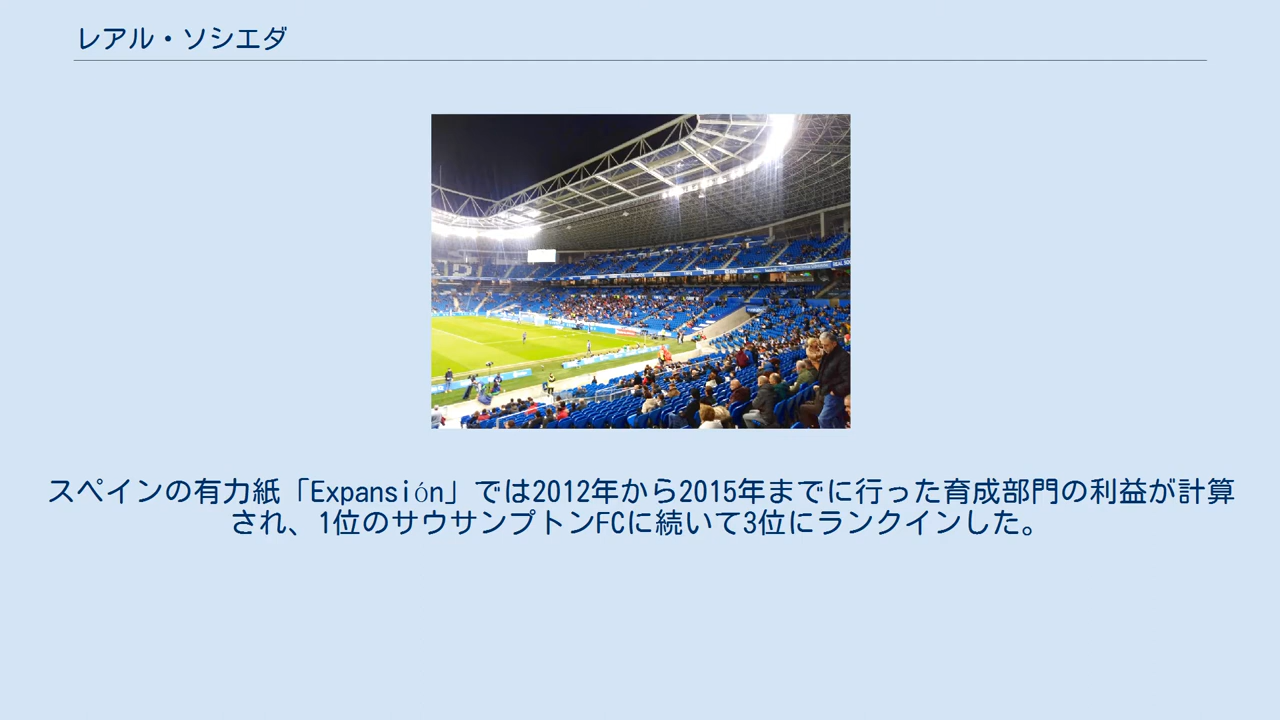 レアル・ソシエダ
スペインの有力紙「Expansión」では2012年から2015年までに行った育成部門の利益が計算
され、1位のサウサンプトンFCに続いて3位にランクインした。